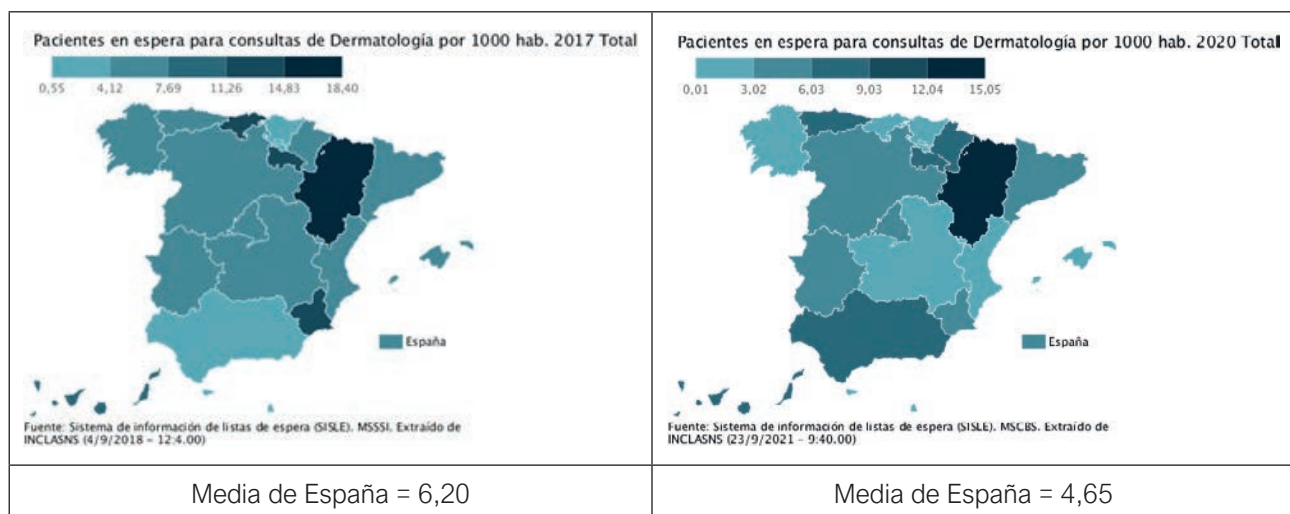 Pacientes en espera para consultas de Dermatología por 1000 hab. 2017 Total
0,55 4,12 7,69 11,26 14,83 18,40
España
Fuente: Sistema de información de listas de espera (SISLE). MSSSI. Extraído de
INCLASNS (4/9/2018 - 12:4.00)
Media de España = 6,20
Pacientes en espera para consultas de Dermatología por 1000 hab. 2020 Total
0,01 3,02 6,03 9,03 12,04 15,05
España
Fuente: Sistema de información de listas de espera (SISLE). MSCBS. Extraído de
INCLASNS (23/9/2021 - 9:40.00)
Media de España = 4,65